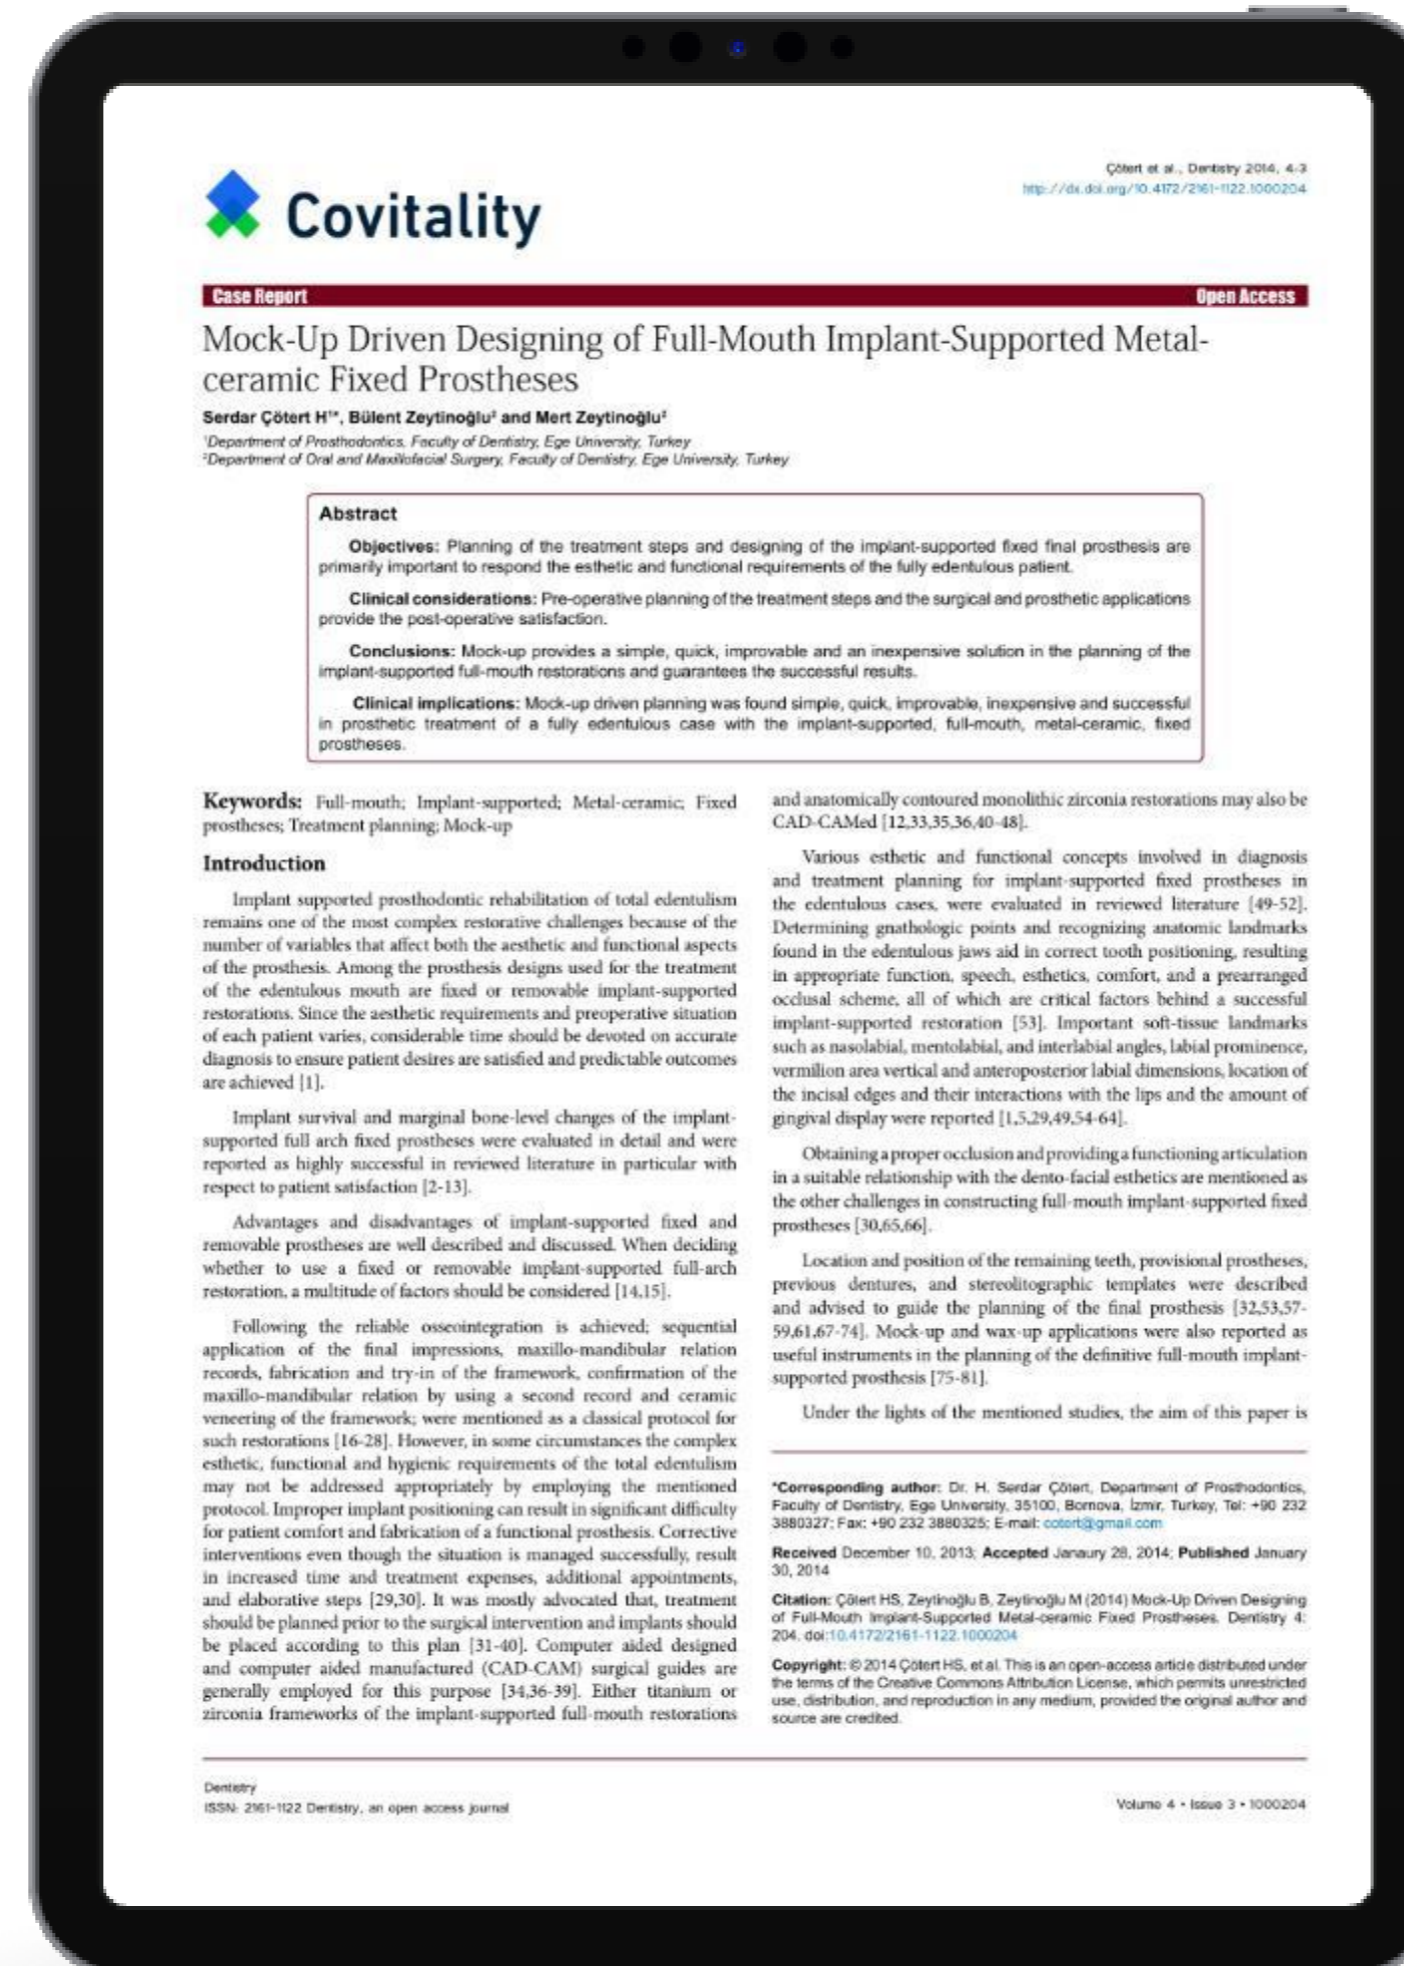 Covitality
Çötert et al., Dentistry 2014, 4:3
http://dx.doi.org/10.4172/2161-1122.1000204
Case Report
Open Access
Mock-Up Driven Designing of Full-Mouth Implant-Supported Metal-
ceramic Fixed Prostheses
Serdar Çötert H¹*, Bülent Zeytinoğlu² and Mert Zeytinoğlu²
¹Department of Prosthodontics, Faculty of Dentistry, Ege University, Turkey
²Department of Oral and Maxillofacial Surgery, Faculty of Dentistry, Ege University, Turkey
Abstract
Objectives: Planning of the treatment steps and designing of the implant-supported fixed final prosthesis are
primarily important to respond the esthetic and functional requirements of the fully edentulous patient.
Clinical considerations: Pre-operative planning of the treatment steps and the surgical and prosthetic applications
provide the post-operative satisfaction.
Conclusions: Mock-up provides a simple, quick, improvable and an inexpensive solution in the planning of the
implant-supported full-mouth restorations and guarantees the successful results.
Clinical implications: Mock-up driven planning was found simple, quick, improvable, inexpensive and successful
in prosthetic treatment of a fully edentulous case with the implant-supported, full-mouth, metal-ceramic, fixed
prostheses.
Keywords: Full-mouth; Implant-supported; Metal-ceramic; Fixed
prostheses; Treatment planning; Mock-up
Introduction
Implant supported prosthodontic rehabilitation of total edentulism
remains one of the most complex restorative challenges because of the
number of variables that affect both the aesthetic and functional aspects
of the prosthesis. Among the prosthesis designs used for the treatment
of the edentulous mouth are fixed or removable implant-supported
restorations. Since the aesthetic requirements and preoperative situation
of each patient varies, considerable time should be devoted on accurate
diagnosis to ensure patient desires are satisfied and predictable outcomes
are achieved [1].
Implant survival and marginal bone-level changes of the implant-
supported full arch fixed prostheses were evaluated in detail and were
reported as highly successful in reviewed literature in particular with
respect to patient satisfaction [2-13].
Advantages and disadvantages of implant-supported fixed and
removable prostheses are well described and discussed. When deciding
whether to use a fixed or removable implant-supported full-arch
restoration, a multitude of factors should be considered [14,15].
Following the reliable osseointegration is achieved; sequential
application of the final impressions, maxillo-mandibular relation
records, fabrication and try-in of the framework, confirmation of the
maxillo-mandibular relation by using a second record and ceramic
veneering of the framework; were mentioned as a classical protocol for
such restorations [16-28]. However, in some circumstances the complex
esthetic, functional and hygienic requirements of the total edentulism
may not be addressed appropriately by employing the mentioned
protocol. Improper implant positioning can result in significant difficulty
for patient comfort and fabrication of a functional prosthesis. Corrective
interventions even though the situation is managed successfully, result
in increased time and treatment expenses, additional appointments,
and elaborative steps [29,30]. It was mostly advocated that, treatment
should be planned prior to the surgical intervention and implants should
be placed according to this plan [31-40]. Computer aided designed
and computer aided manufactured (CAD-CAM) surgical guides are
generally employed for this purpose [34,36-39]. Either titanium or
zirconia frameworks of the implant-supported full-mouth restorations
and anatomically contoured monolithic zirconia restorations may also be
CAD-CAMed [12,33,35,36,40-48].
Various esthetic and functional concepts involved in diagnosis
and treatment planning for implant-supported fixed prostheses in
the edentulous cases, were evaluated in reviewed literature [49-52].
Determining gnathologic points and recognizing anatomic landmarks
found in the edentulous jaws aid in correct tooth positioning, resulting
in appropriate function, speech, esthetics, comfort, and a prearranged
occlusal scheme, all of which are critical factors behind a successful
implant-supported restoration [53]. Important soft-tissue landmarks
such as nasolabial, mentolabial, and interlabial angles, labial prominence,
vermilion area vertical and anteroposterior labial dimensions, location of
the incisal edges and their interactions with the lips and the amount of
gingival display were reported [1,5,29,49,54-64].
Obtaining a proper occlusion and providing a functioning articulation
in a suitable relationship with the dento-facial esthetics are mentioned as
the other challenges in constructing full-mouth implant-supported fixed
prostheses [30,65,66].
Location and position of the remaining teeth, provisional prostheses,
previous dentures, and stereolitographic templates were described
and advised to guide the planning of the final prosthesis [32,53,57-
59,61,67-74]. Mock-up and wax-up applications were also reported as
useful instruments in the planning of the definitive full-mouth implant-
supported prosthesis [75-81].
Under the lights of the mentioned studies, the aim of this paper is
*Corresponding author: Dr. H. Serdar Çötert, Department of Prosthodontics,
Faculty of Dentistry, Ege University, 35100, Bornova, İzmir, Turkey, Tel: +90 232
3880327; Fax: +90 232 3880325; E-mail: cotert@gmail.com
Received December 10, 2013; Accepted Janaury 28, 2014; Published January
30, 2014
Citation: Çötert HS, Zeytinoğlu B, Zeytinoğlu M (2014) Mock-Up Driven Designing
of Full-Mouth Implant-Supported Metal-ceramic Fixed Prostheses. Dentistry 4:
204. doi:10.4172/2161-1122.1000204
Copyright: © 2014 Çötert HS, et al. This is an open-access article distributed under
the terms of the Creative Commons Attribution License, which permits unrestricted
use, distribution, and reproduction in any medium, provided the original author and
source are credited.
Dentistry
ISSN: 2161-1122 Dentistry, an open access journal
Volume 4 • Issue 3 • 1000204